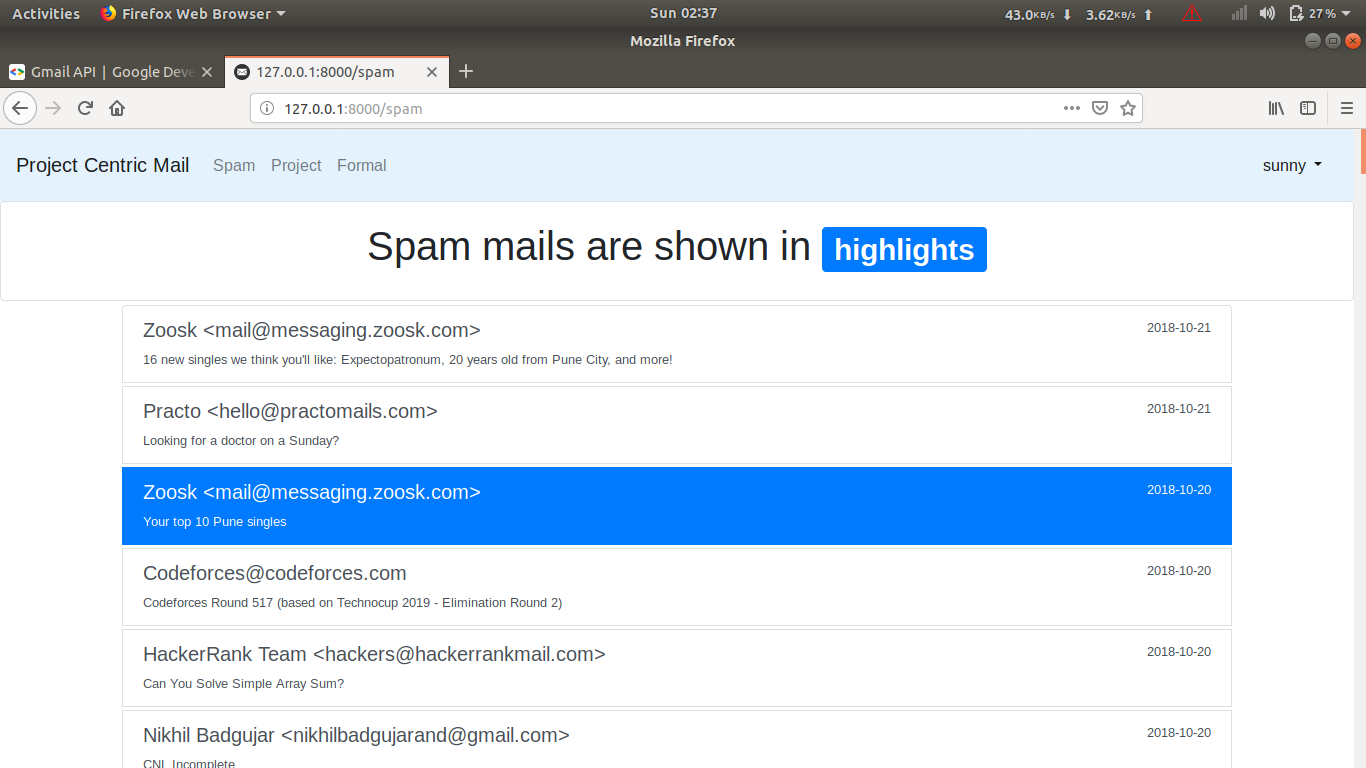 Activities Firefox Web Browser Sun 02:37 43.0KB/s ⬇ 3.62KB/s ⬆ 27%
Mozilla Firefox
Gmail API | Google Deve 127.0.0.1:8000/spam
127.0.0.1:8000/spam
Project Centric Mail Spam Project Formal sunny
Spam mails are shown in highlights
Zoosk <mail@messaging.zoosk.com> 2018-10-21
16 new singles we think you'll like: Expectopatronum, 20 years old from Pune City, and more!
Practo <hello@practomails.com> 2018-10-21
Looking for a doctor on a Sunday?
Zoosk <mail@messaging.zoosk.com> 2018-10-20
Your top 10 Pune singles
Codeforces@codeforces.com 2018-10-20
Codeforces Round 517 (based on Technocup 2019 - Elimination Round 2)
HackerRank Team <hackers@hackerrankmail.com> 2018-10-20
Can You Solve Simple Array Sum?
Nikhil Badgujar <nikhilbadgujarand@gmail.com> 2018-10-20
CNL Incomplete